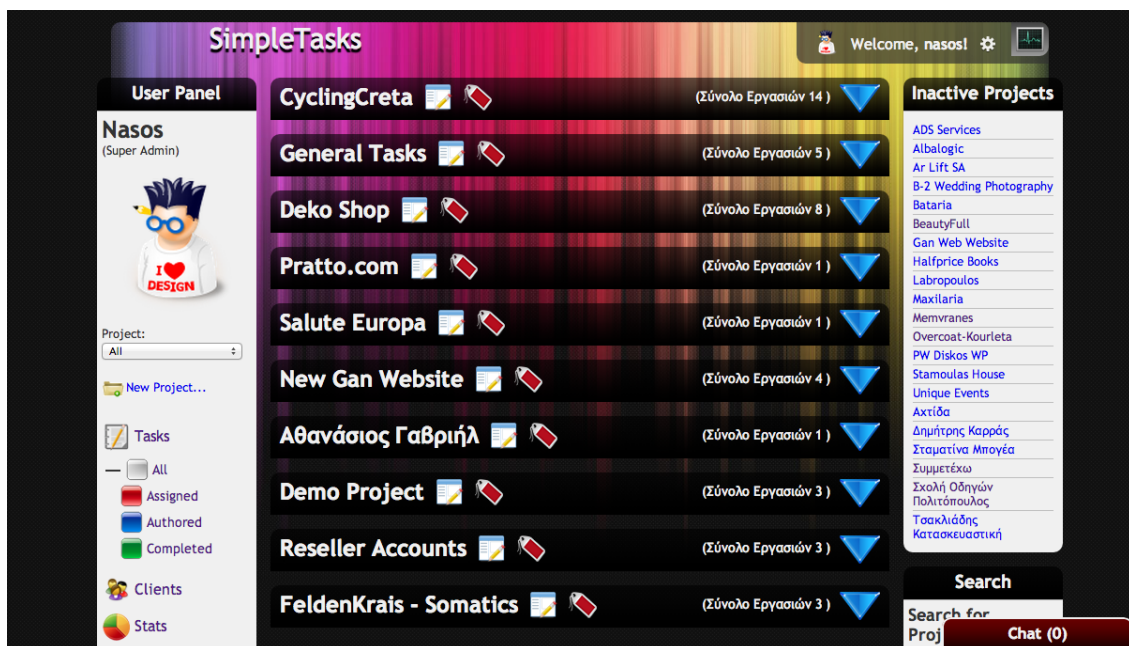 SimpleTasks
Welcome, nasos!
User Panel
Nasos
(Super Admin)
I
DESIGN
Project:
All
New Project...
Tasks
All
Assigned
Authored
Completed
Clients
Stats
CyclingCreta
(Σύνολο Εργασιών 14 )
General Tasks
(Σύνολο Εργασιών 5 )
Deko Shop
(Σύνολο Εργασιών 8 )
Pratto.com
(Σύνολο Εργασιών 1 )
Salute Europa
(Σύνολο Εργασιών 1 )
New Gan Website
(Σύνολο Εργασιών 4 )
Αθανάσιος Γαβριήλ
(Σύνολο Εργασιών 1 )
Demo Project
(Σύνολο Εργασιών 3 )
Reseller Accounts
(Σύνολο Εργασιών 3 )
FeldenKrais - Somatics
(Σύνολο Εργασιών 3 )
Inactive Projects
ADS Services
Albalogic
Ar Lift SA
B-2 Wedding Photography
Bataria
BeautyFull
Gan Web Website
Halfprice Books
Labropoulos
Maxilaria
Memvranes
Overcoat-Kourleta
PW Diskos WP
Stamoulas House
Unique Events
Αχτίδα
Δημήτρης Καρράς
Σταματίνα Μπογέα
Συμμετέχω
Σχολή Οδηγών
Πολιτόπουλος
Τσακλιάδης
Κατασκευαστική
Search
Search for
Proj
Chat (0)